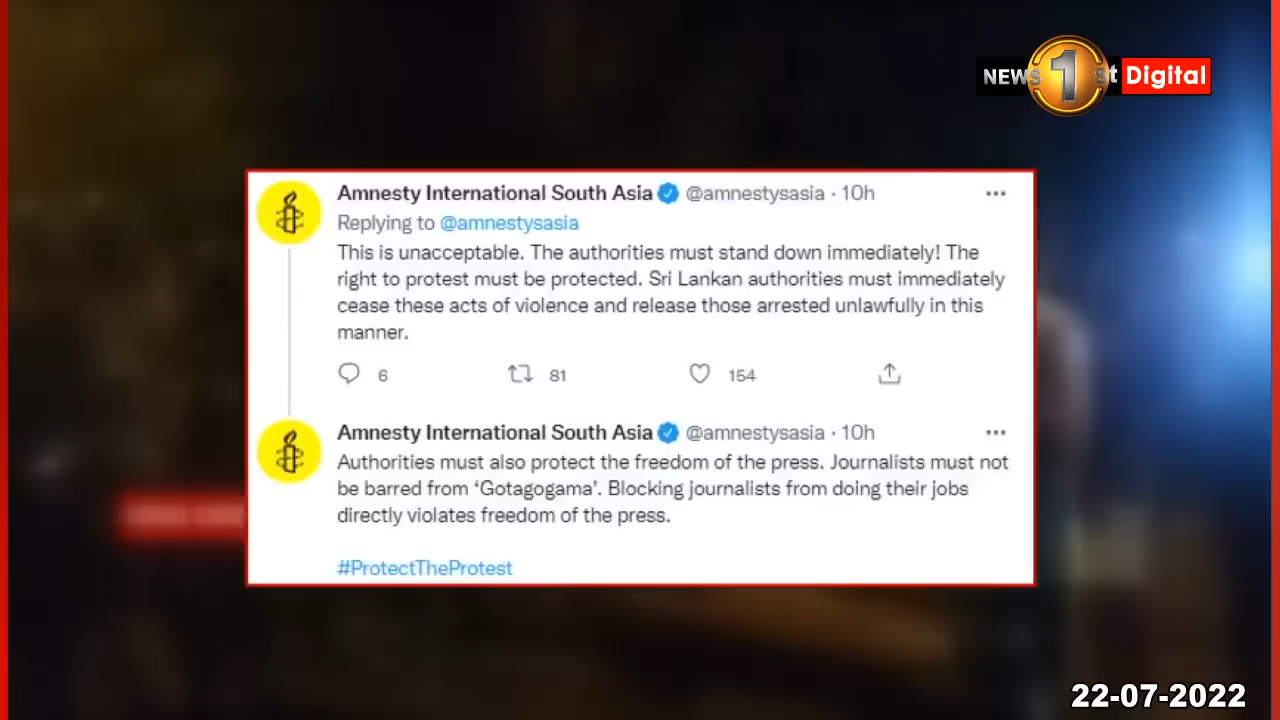 NEWS 1st Digital
Amnesty International South Asia @amnestysasia · 10h
Replying to @amnestysasia
This is unacceptable. The authorities must stand down immediately! The
right to protest must be protected. Sri Lankan authorities must immediately
cease these acts of violence and release those arrested unlawfully in this
manner.
6 81 154
Amnesty International South Asia @amnestysasia · 10h
Authorities must also protect the freedom of the press. Journalists must not
be barred from ‘Gotagogama’. Blocking journalists from doing their jobs
directly violates freedom of the press.
#ProtectTheProtest
22-07-2022